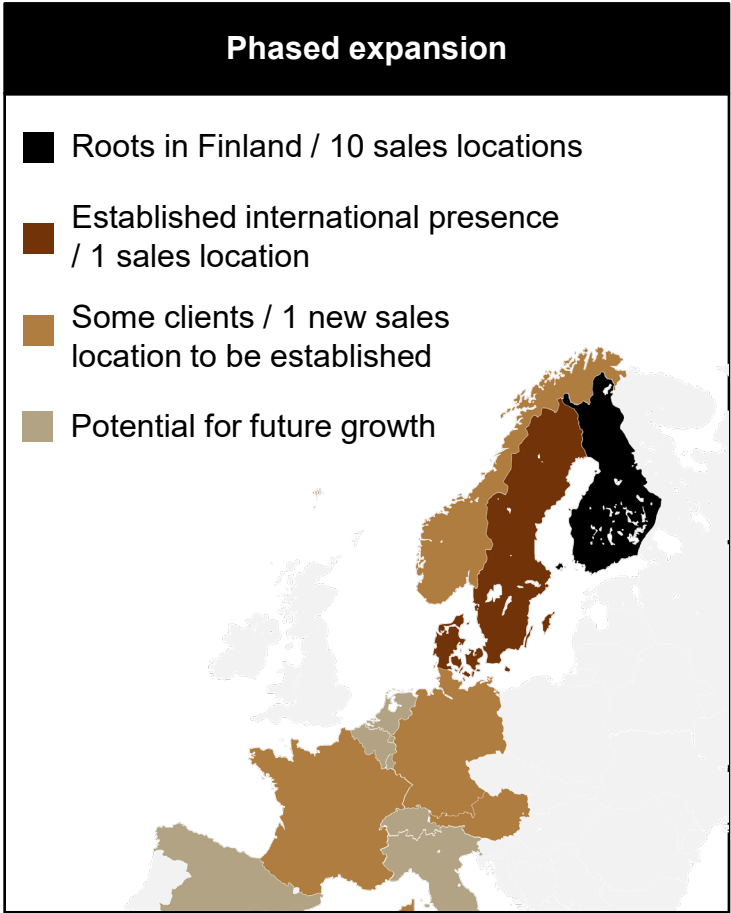 Phased expansion
Roots in Finland / 10 sales locations
Established international presence
/ 1 sales location
Some clients / 1 new sales
location to be established
Potential for future growth